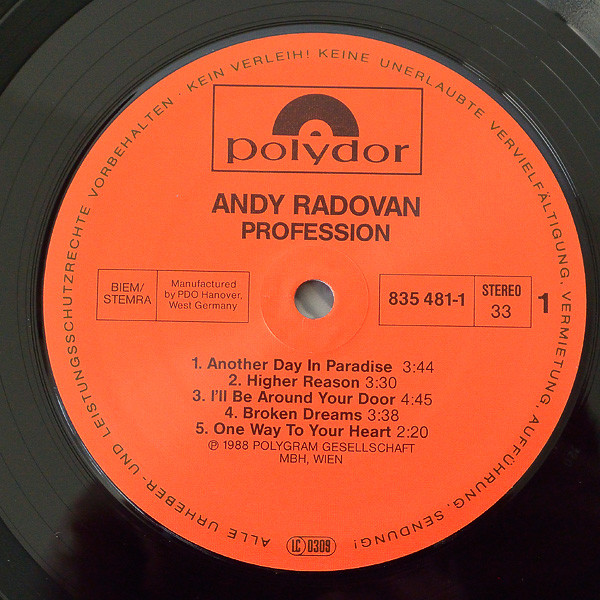 ALLE URHEBER- UND LEISTUNGSSCHUTZRECHTE VORBEHALTEN · KEIN VERLEIH! KEINE UNERLAUBTE VERVIELFÄLTIGUNG, VERMIETUNG, AUFFÜHRUNG, SENDUNG!
polydor
ANDY RADOVAN
PROFESSION
BIEM/
STEMRA
Manufactured
by PDO Hanover,
West Germany
835 481-1
STEREO
33
1
1. Another Day In Paradise 3:44
2. Higher Reason 3:30
3. I'll Be Around Your Door 4:45
4. Broken Dreams 3:38
5. One Way To Your Heart 2:20
℗ 1988 POLYGRAM GESELLSCHAFT
MBH, WIEN
LC 0309